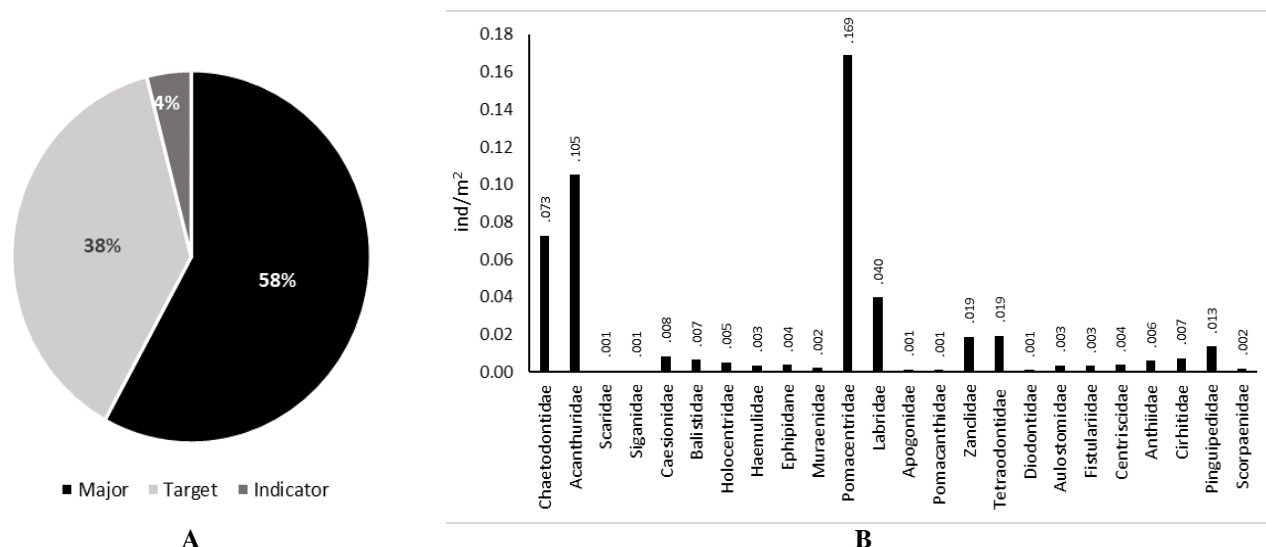 4%
38%
58%
Major Target Indicator
A
ind/m²
0.18
0.16
0.14
0.12
0.10
0.08
0.06
0.04
0.02
0.00
.073
.105
.001
.001
.008
.007
.005
.003
.004
.002
.169
.040
.001
.001
.019
.019
.001
.003
.003
.004
.006
.007
.013
.002
Chaetodontidae
Acanthuridae
Scaridae
Siganidae
Caesionidae
Balistidae
Holocentridae
Haemulidae
Ephipidane
Muraenidae
Pomacentridae
Labridae
Apogonidae
Pomacanthidae
Zanclidae
Tetraodontidae
Diodontidae
Aulostomidae
Fistulariidae
Centriscidae
Anthiidae
Cirhitidae
Pinguipedidae
Scorpaenidae
B